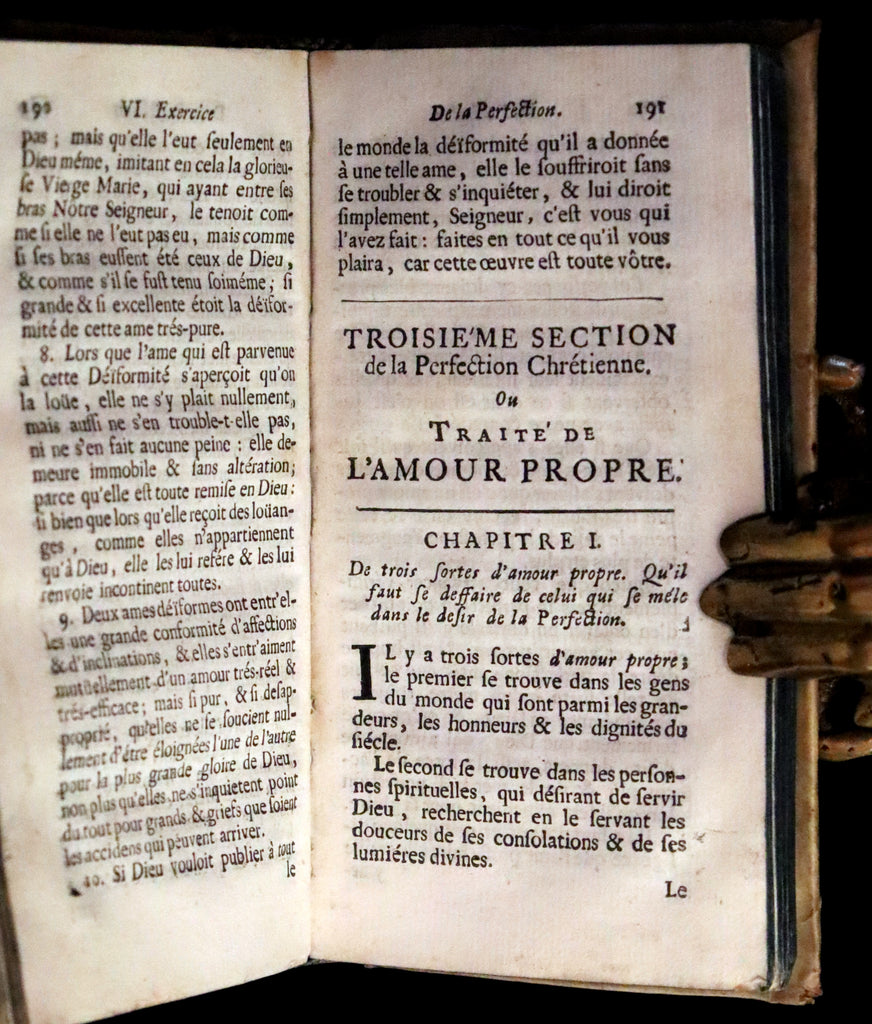 190 VI. Exercice
pas ; mais qu'elle l'eut ſeulement en
Dieu méme, imitant en cela la glorieu-
ſe Vierge Marie, qui ayant entre ſes
bras Notre Seigneur, le tenoit com-
me ſi elle ne l'eut pas eu, mais comme
ſi ſes bras euſſent été ceux de Dieu,
& comme s'il ſe fuſt tenu ſoiméme ; ſi
grande & ſi excellente étoit la déïfor-
mité de cette ame trés-pure.
8. Lors que l'ame qui eſt parvenue
à cette Déïformité s'aperçoit qu'on
la loüe, elle ne s'y plait nullement,
mais auſſi ne s'en trouble-t-elle pas,
ni ne s'en fait aucune peine : elle de-
meure immobile & ſans altération ;
parce qu'elle eſt toute remiſe en Dieu :
ſi bien que lors qu'elle reçoit des loüan-
ges, comme elles n'appartiennent
qu'à Dieu, elle les lui refére & les lui
renvoie incontinent toutes.
9. Deux ames déïformes ont entr'el-
les une grande conformité d'affections
& d'inclinations, & elles s'entr'aiment
mutuellement d'un amour trés-réel &
trés-efficace ; mais ſi pur, & ſi deſap-
proprié, qu'elles ne ſe ſoucient nul-
lement d'être éloignées l'une de l'autre
pour la plus grande gloire de Dieu,
non plus qu'elles ne s'inquietent point
du tout pour grands & griefs que ſoient
les accidens qui peuvent arriver.
10. Si Dieu vouloit publier à tout
le
De la Perfection. 191
le monde la déïformité qu'il a donnée
à une telle ame, elle le ſouffriroit ſans
ſe troubler & s'inquiéter, & lui diroit
ſimplement, Seigneur, c'eſt vous qui
l'avez fait : faites en tout ce qu'il vous
plaira, car cette œuvre eſt toute vôtre.
TROISIE'ME SECTION
de la Perfection Chrétienne.
Ou
TRAITE' DE
L'AMOUR PROPRE.
CHAPITRE I.
De trois ſortes d'amour propre. Qu'il
faut ſe deffaire de celui qui ſe méle
dans le deſir de la Perfection.
IL y a trois ſortes d'amour propre ;
le premier ſe trouve dans les gens
du monde qui ſont parmi les gran-
deurs, les honneurs & les dignités du
ſiécle.
Le ſecond ſe trouve dans les perſon-
nes ſpirituelles, qui déſirant de ſervir
Dieu, recherchent en le ſervant les
douceurs de ſes conſolations & de ſes
lumiéres divines.
Le